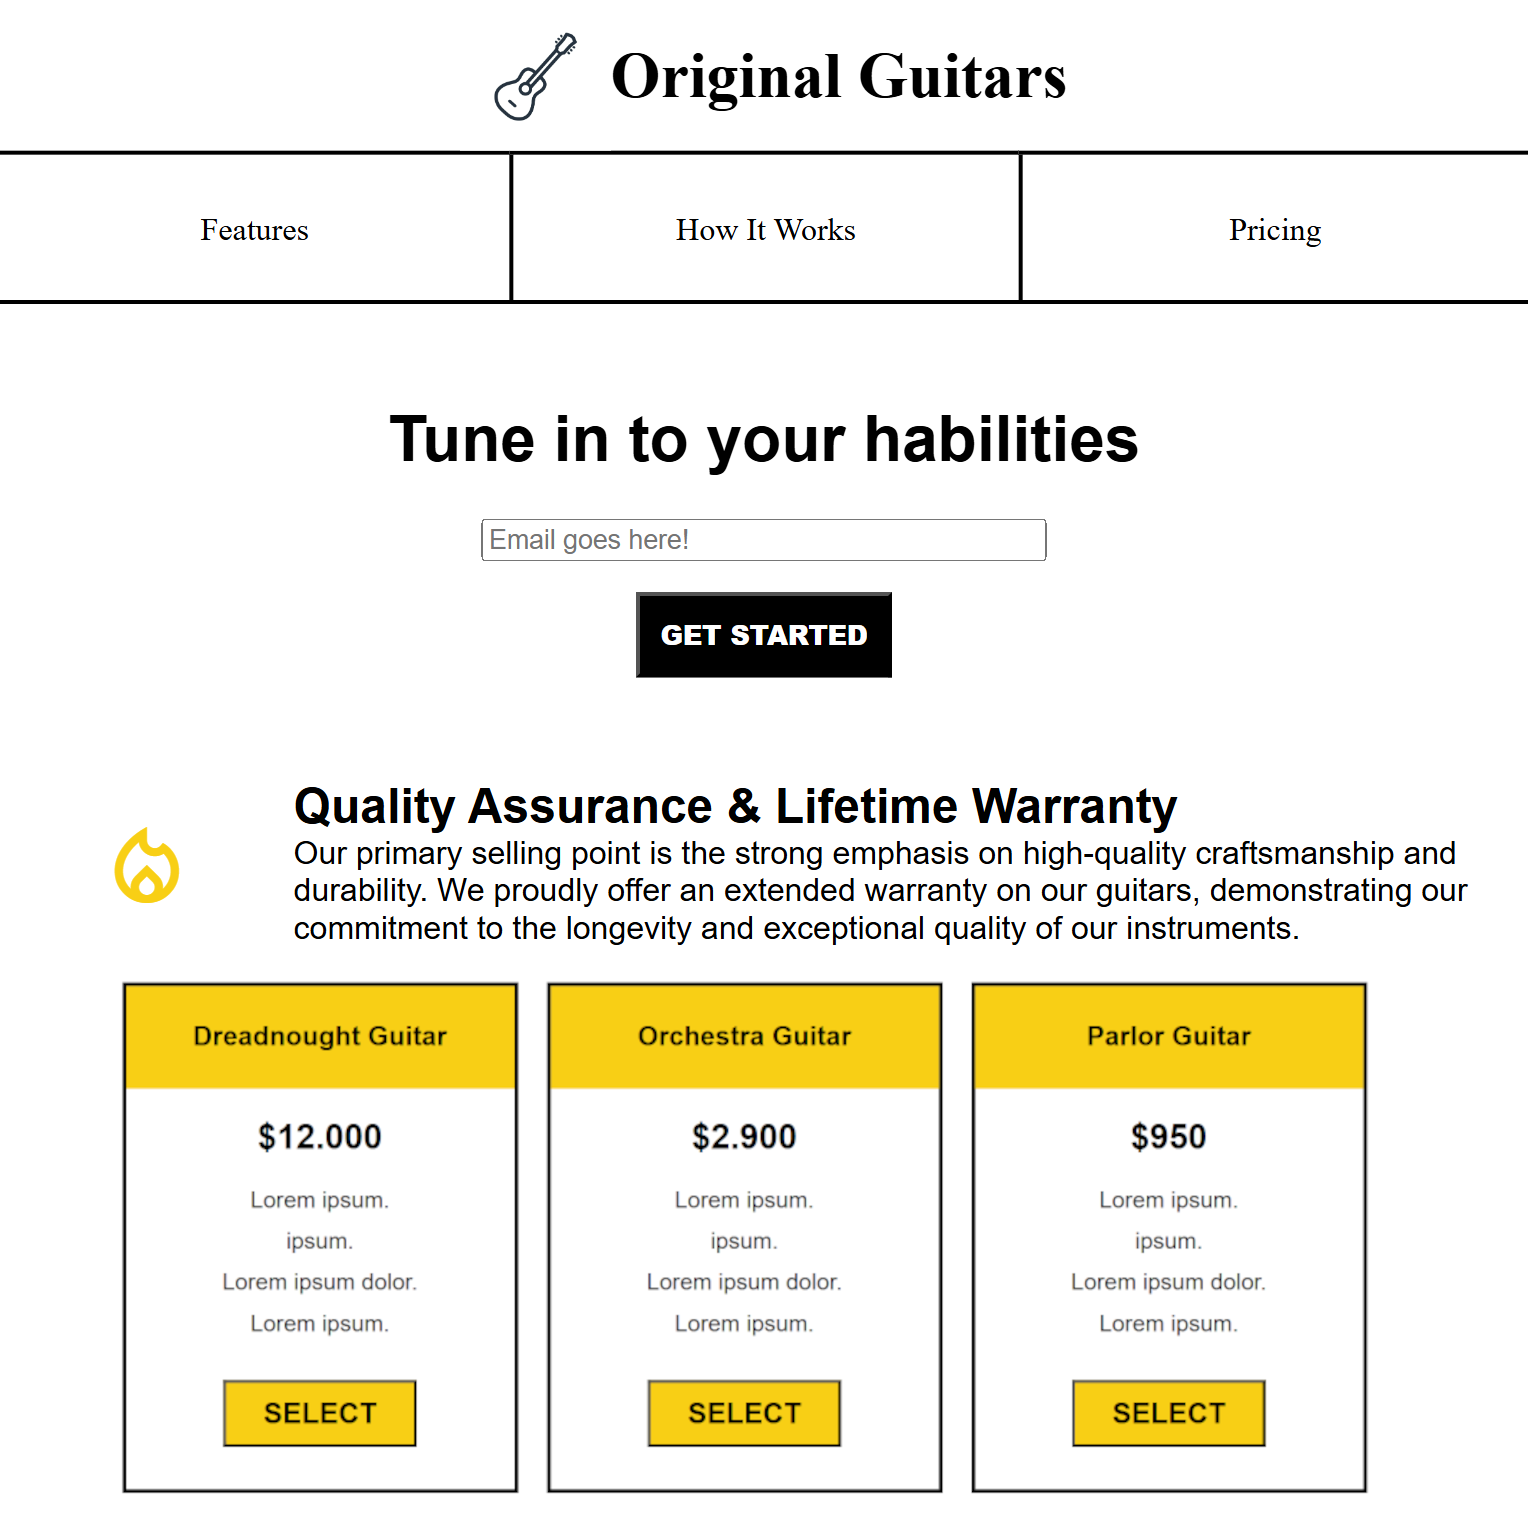 Original Guitars
Features
How It Works
Pricing
Tune in to your habilities
Email goes here!
GET STARTED
Quality Assurance & Lifetime Warranty
Our primary selling point is the strong emphasis on high-quality craftsmanship and
durability. We proudly offer an extended warranty on our guitars, demonstrating our
commitment to the longevity and exceptional quality of our instruments.
Dreadnought Guitar
$12.000
Lorem ipsum.
ipsum.
Lorem ipsum dolor.
Lorem ipsum.
SELECT
Orchestra Guitar
$2.900
Lorem ipsum.
ipsum.
Lorem ipsum dolor.
Lorem ipsum.
SELECT
Parlor Guitar
$950
Lorem ipsum.
ipsum.
Lorem ipsum dolor.
Lorem ipsum.
SELECT